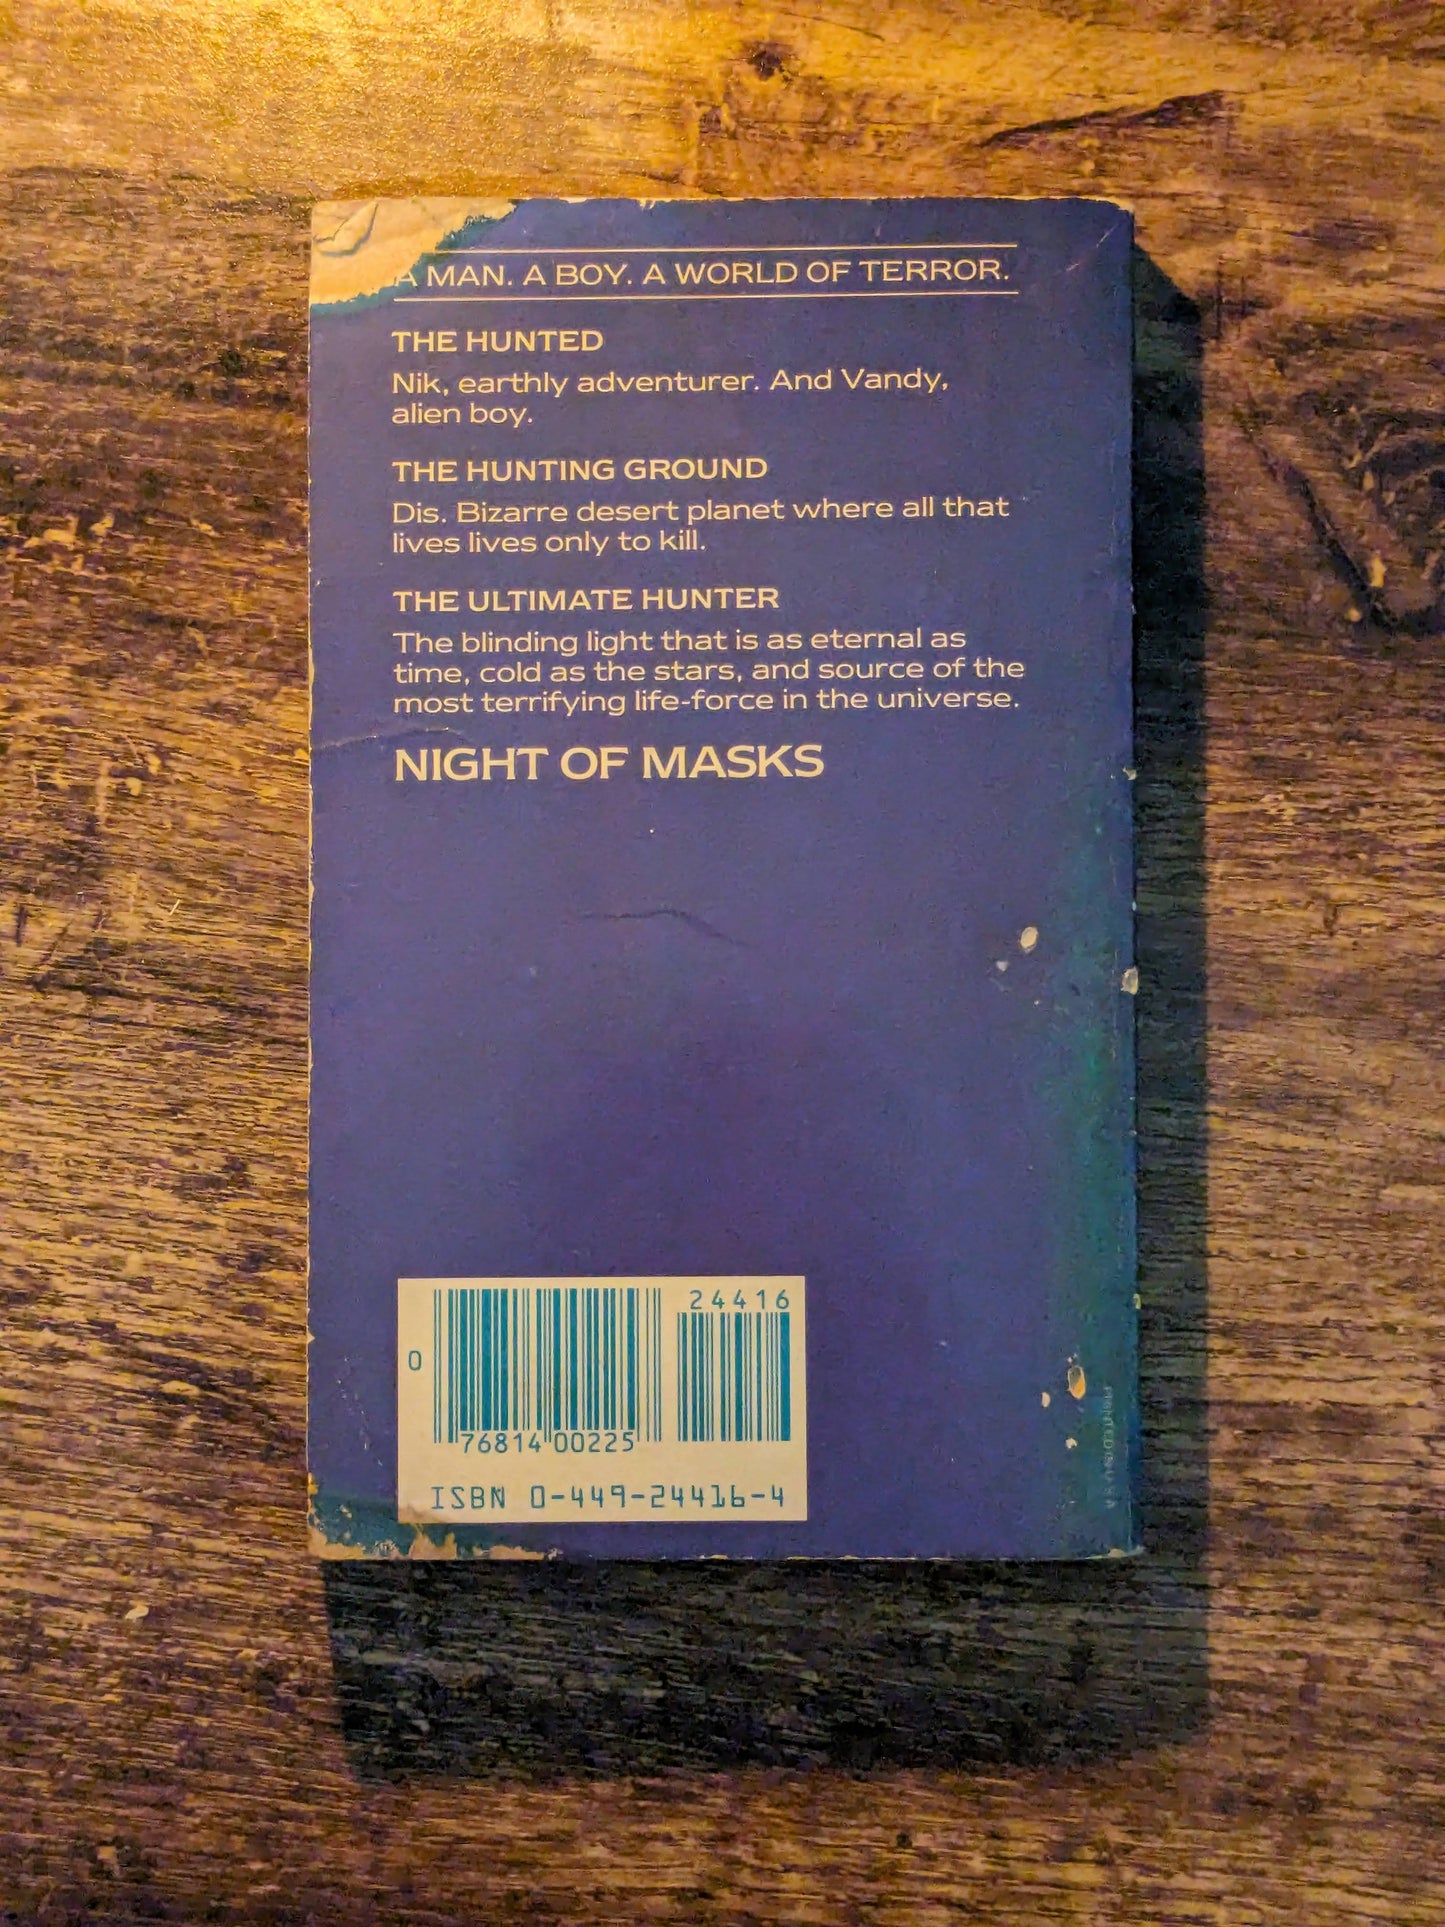 A MAN. A BOY. A WORLD OF TERROR.
THE HUNTED
Nik, earthly adventurer. And Vandy,
alien boy.
THE HUNTING GROUND
Dis. Bizarre desert planet where all that
lives lives only to kill.
THE ULTIMATE HUNTER
The blinding light that is as eternal as
time, cold as the stars, and source of the
most terrifying life-force in the universe.
NIGHT OF MASKS
24416
0
76814 00225
ISBN 0-449-24416-4
PRINTED IN U.S.A.